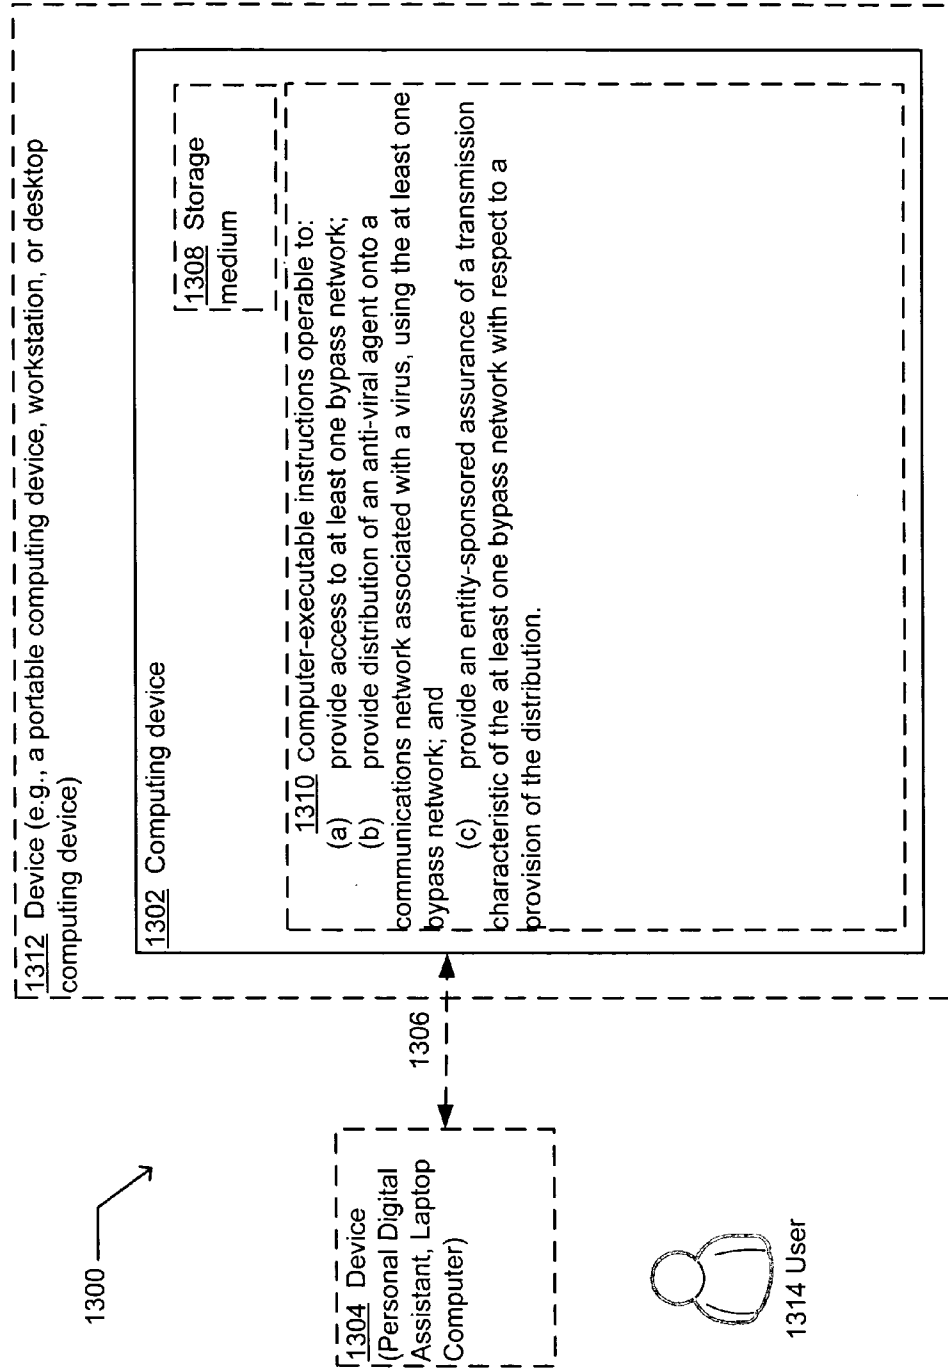 1300
1312 Device (e.g., a portable computing device, workstation, or desktop
computing device)
1302 Computing device
1308 Storage
medium
1310 Computer-executable instructions operable to:
(a) provide access to at least one bypass network;
(b) provide distribution of an anti-viral agent onto a
communications network associated with a virus, using the at least one
bypass network; and
(c) provide an entity-sponsored assurance of a transmission
characteristic of the at least one bypass network with respect to a
provision of the distribution.
1306
1304 Device
(Personal Digital
Assistant, Laptop
Computer)
1314 User